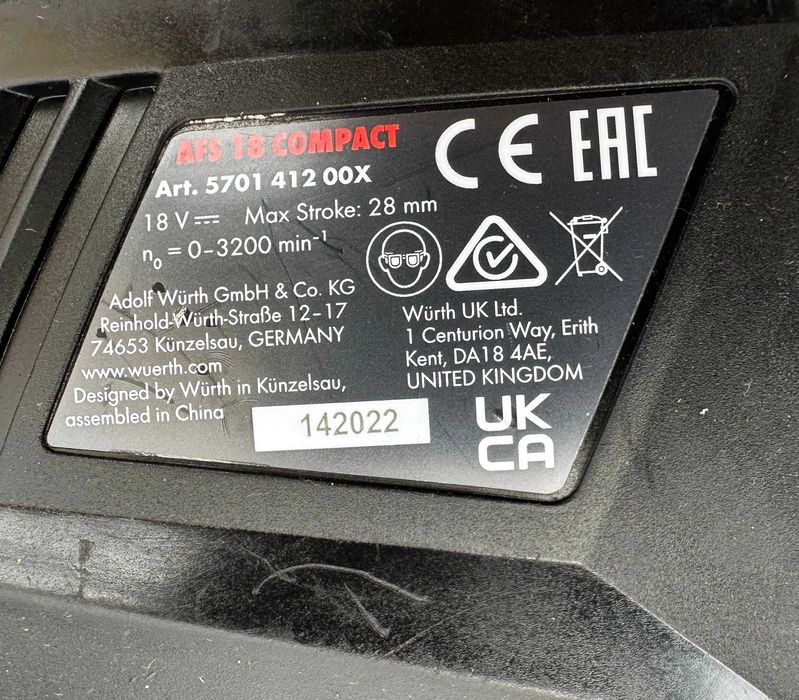 AFS 18 COMPACT
Art. 5701 412 00X
18 V Max Stroke: 28 mm
n₀ = 0–3200 min⁻¹
CE EAC
Adolf Würth GmbH & Co. KG
Reinhold-Würth-Straße 12–17
74653 Künzelsau, GERMANY
www.wuerth.com
Designed by Würth in Künzelsau,
assembled in China
142022
Würth UK Ltd.
1 Centurion Way, Erith
Kent, DA18 4AE,
UNITED KINGDOM
UK
CA